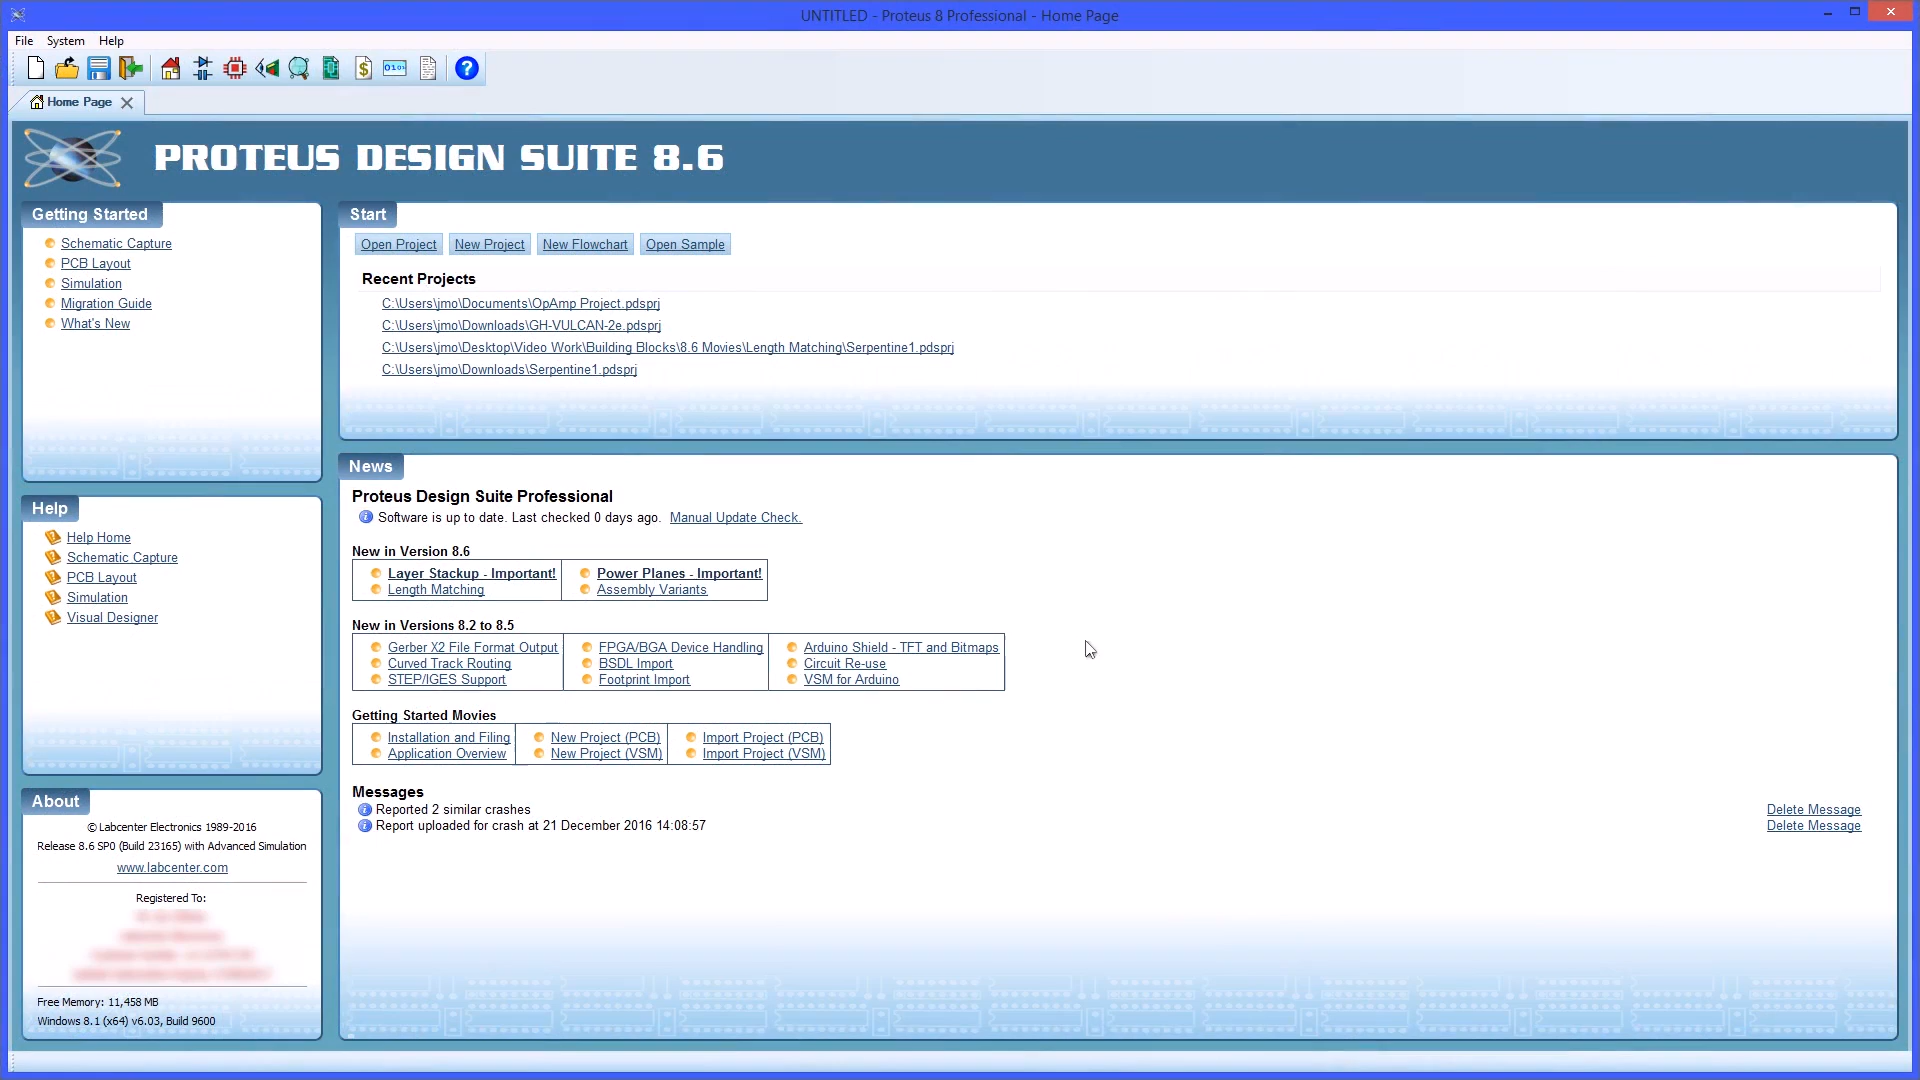 UNTITLED - Proteus 8 Professional - Home Page
File System Help
$ 0101 ?
Home Page
PROTEUS DESIGN SUITE 8.6
Getting Started
Schematic Capture
PCB Layout
Simulation
Migration Guide
What's New
Start
Open Project New Project New Flowchart Open Sample
Recent Projects
C:\Users\jmo\Documents\OpAmp Project.pdsprj
C:\Users\jmo\Downloads\GH-VULCAN-2e.pdsprj
C:\Users\jmo\Desktop\Video Work\Building Blocks\8.6 Movies\Length Matching\Serpentine1.pdsprj
C:\Users\jmo\Downloads\Serpentine1.pdsprj
Help
Help Home
Schematic Capture
PCB Layout
Simulation
Visual Designer
News
Proteus Design Suite Professional
Software is up to date. Last checked 0 days ago. Manual Update Check.
New in Version 8.6
Layer Stackup - Important! Power Planes - Important!
Length Matching Assembly Variants
New in Versions 8.2 to 8.5
Gerber X2 File Format Output FPGA/BGA Device Handling Arduino Shield - TFT and Bitmaps
Curved Track Routing BSDL Import Circuit Re-use
STEP/IGES Support Footprint Import VSM for Arduino
Getting Started Movies
Installation and Filing New Project (PCB) Import Project (PCB)
Application Overview New Project (VSM) Import Project (VSM)
Messages
Reported 2 similar crashes Delete Message
Report uploaded for crash at 21 December 2016 14:08:57 Delete Message
About
© Labcenter Electronics 1989-2016
Release 8.6 SP0 (Build 23165) with Advanced Simulation
www.labcenter.com
Registered To:
Free Memory: 11,458 MB
Windows 8.1 (x64) v6.03, Build 9600